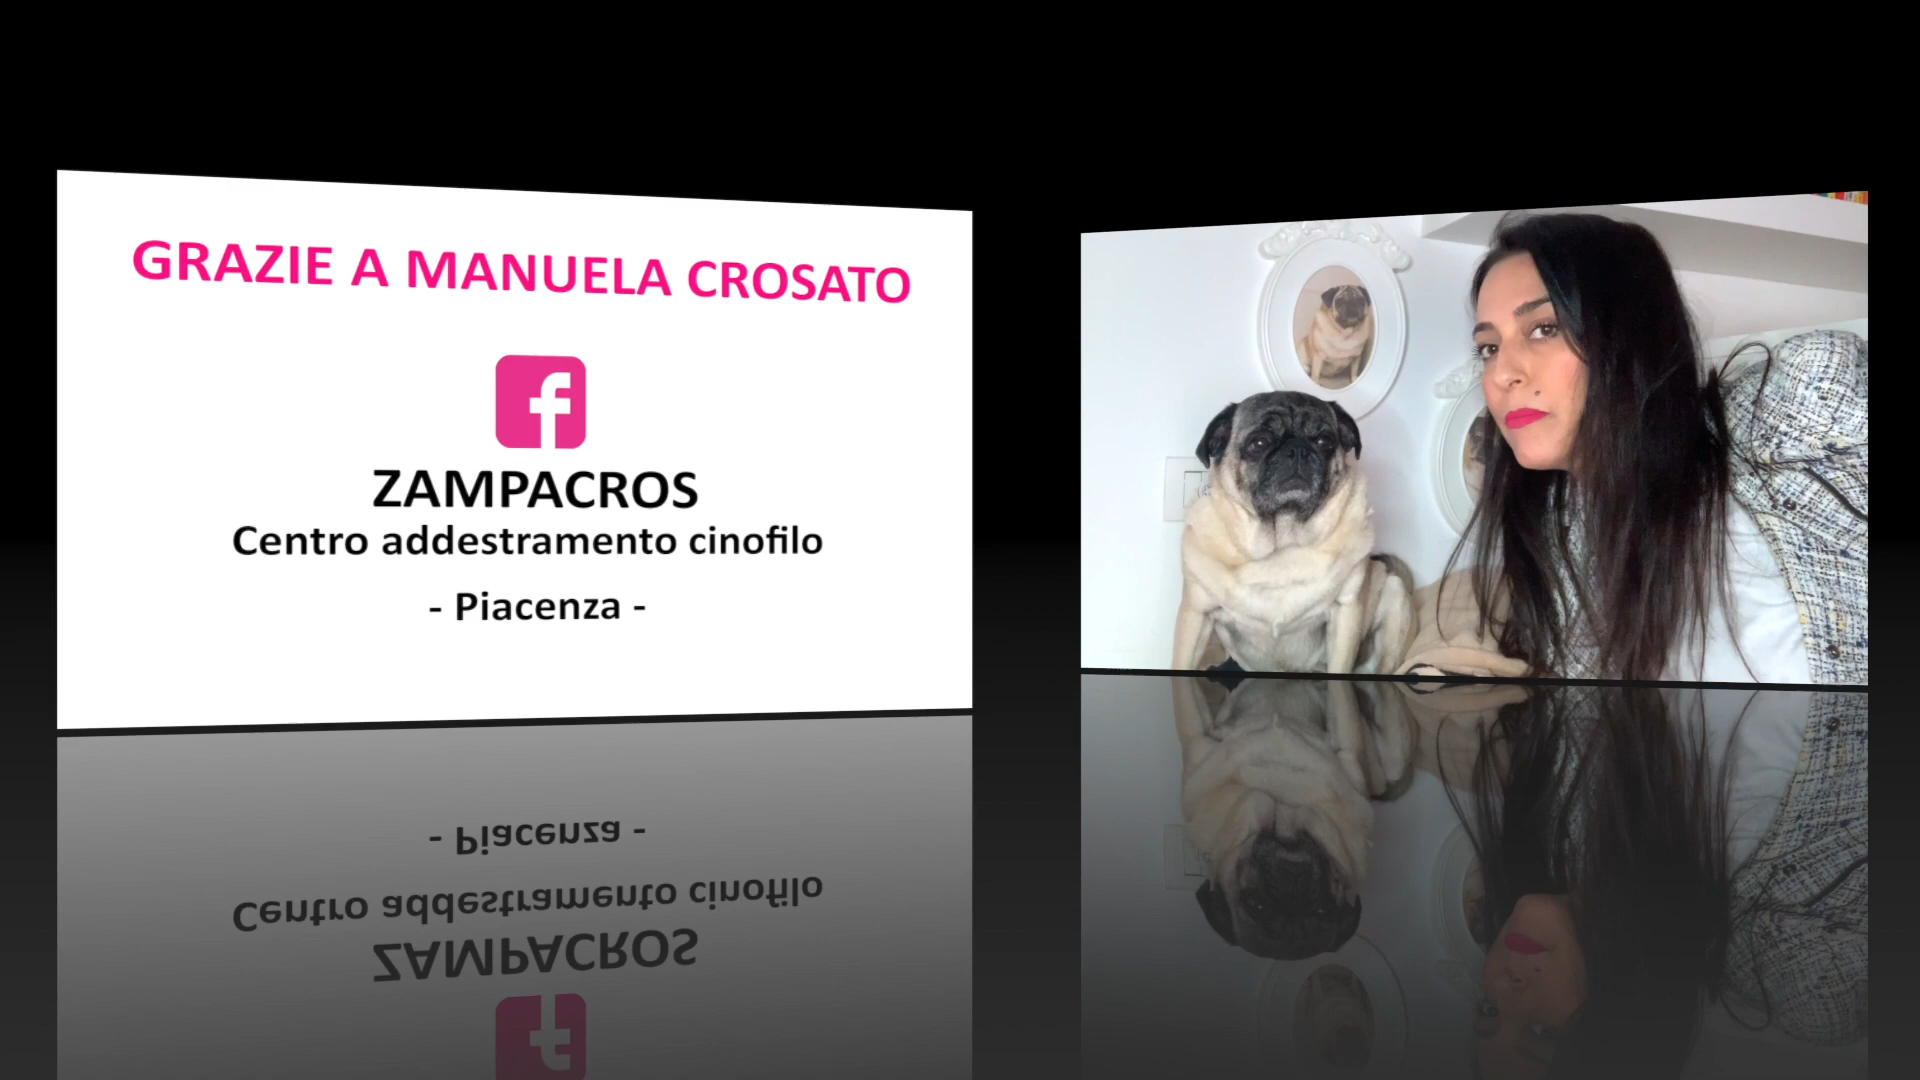 GRAZIE A MANUELA CROSATO
f
ZAMPACROS
Centro addestramento cinofilo
- Piacenza -